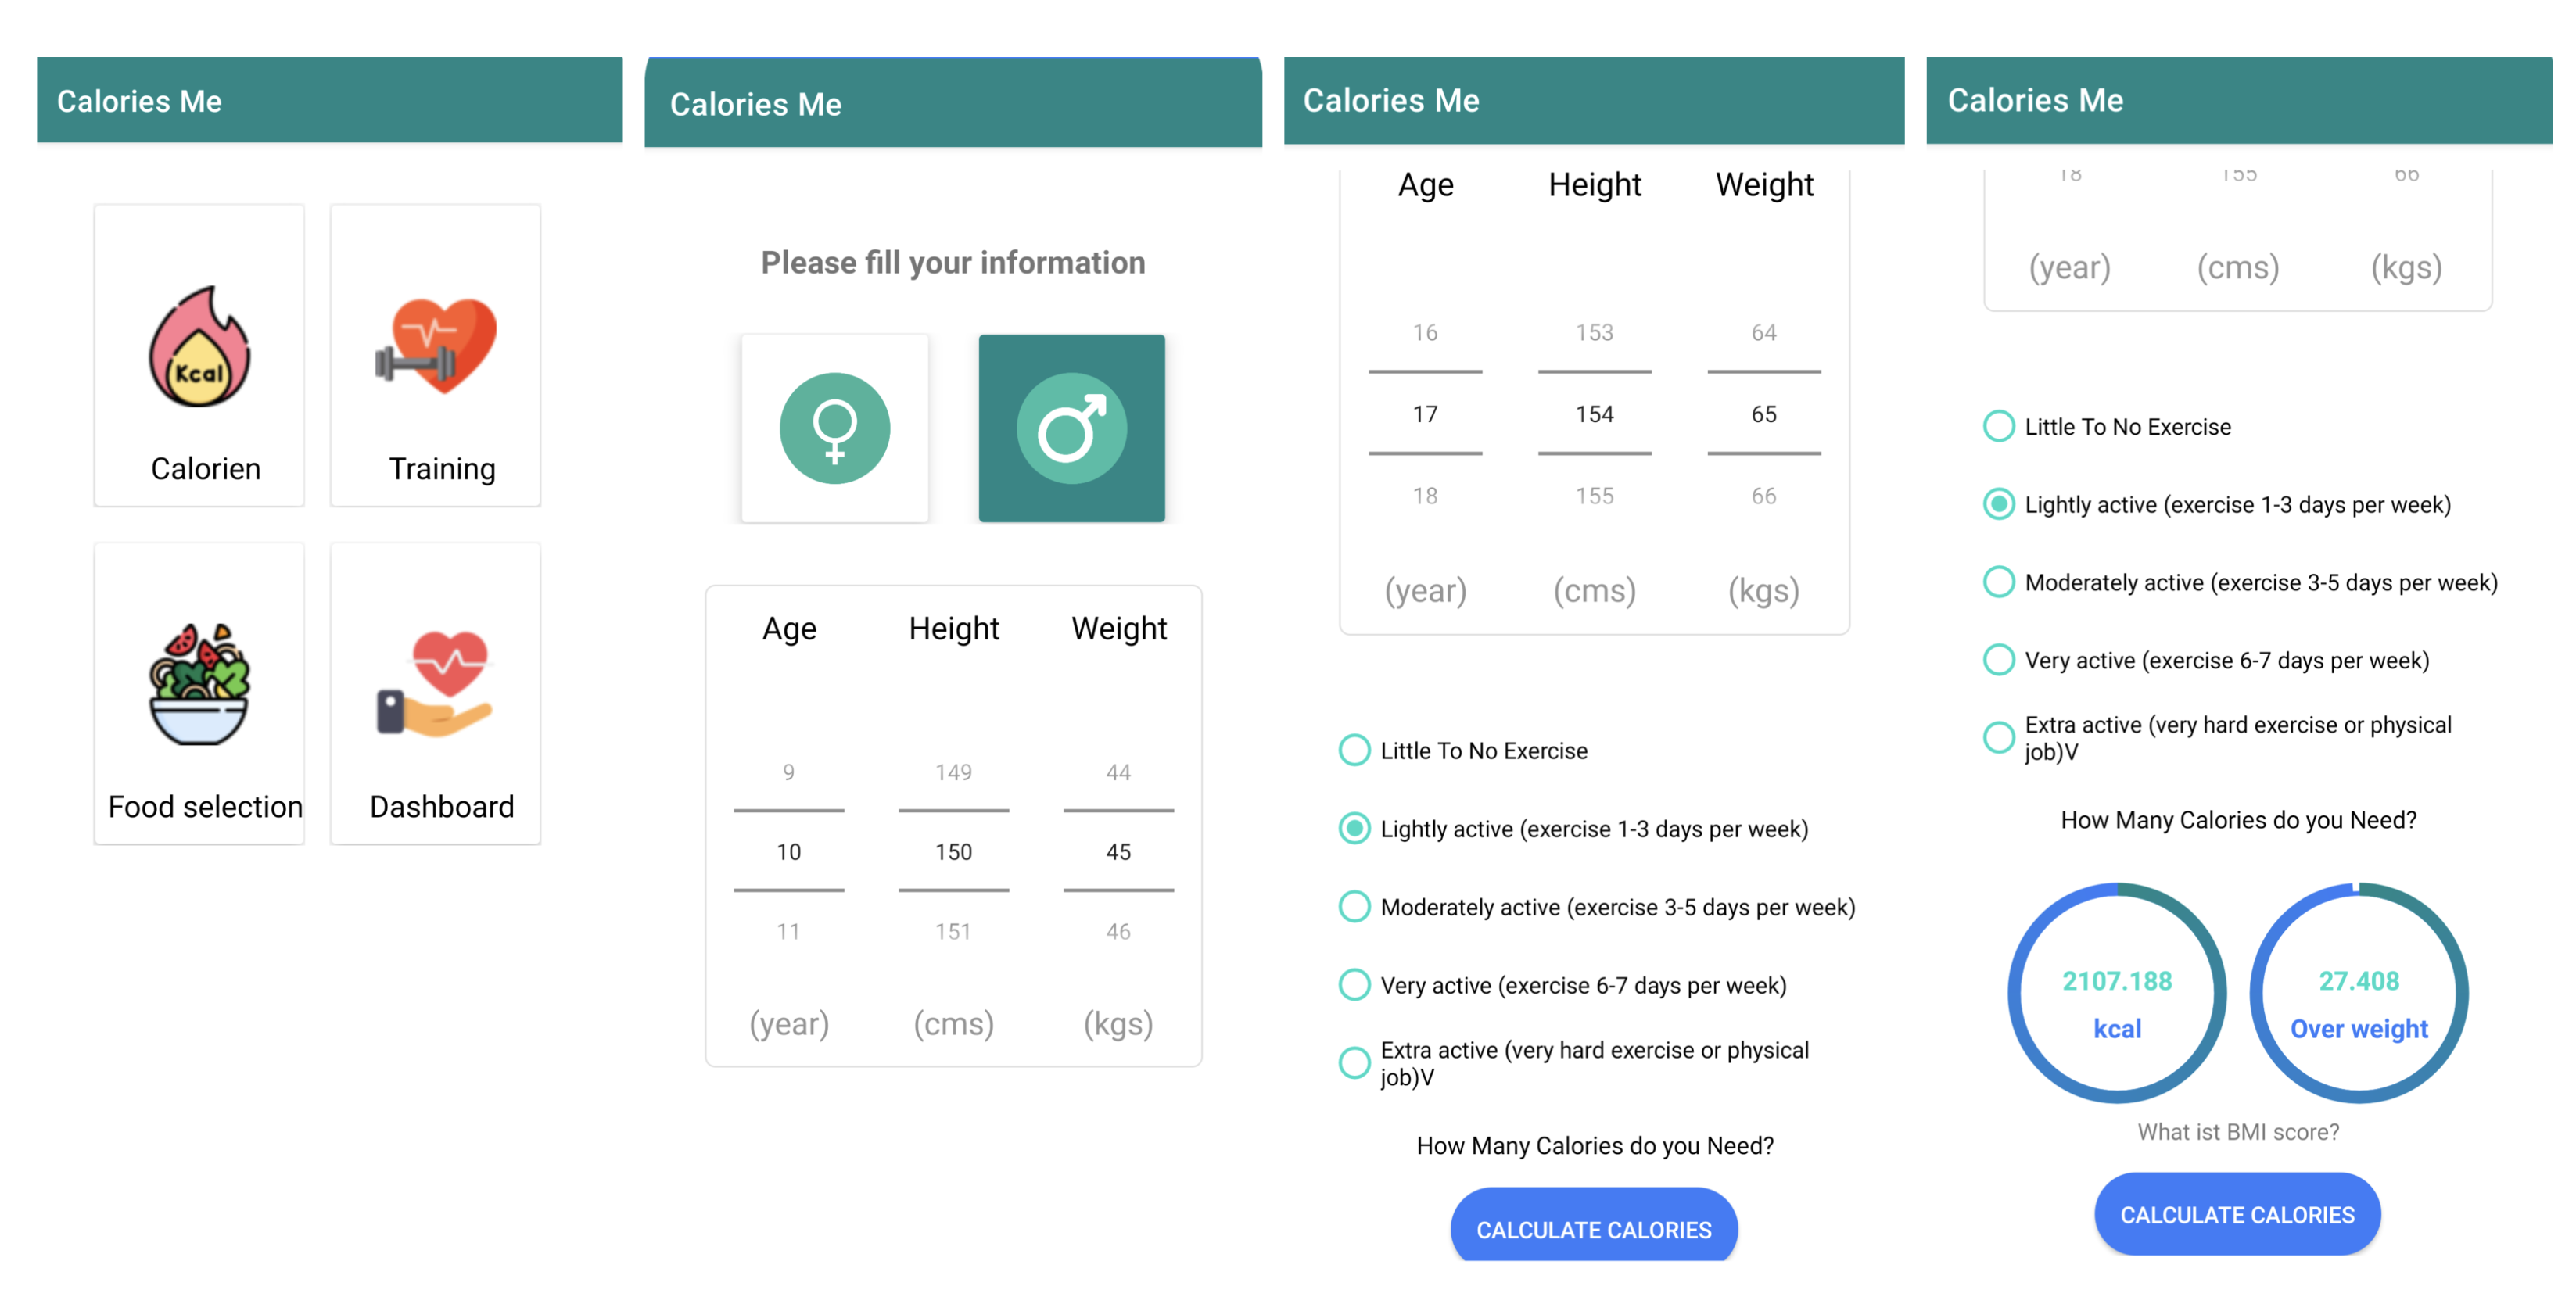 Calories Me
Kcal
Calorien
Training
Food selection
Dashboard
Calories Me
Please fill your information
Age Height Weight
9 149 44
10 150 45
11 151 46
(year) (cms) (kgs)
Calories Me
Age Height Weight
16 153 64
17 154 65
18 155 66
(year) (cms) (kgs)
Little To No Exercise
Lightly active (exercise 1-3 days per week)
Moderately active (exercise 3-5 days per week)
Very active (exercise 6-7 days per week)
Extra active (very hard exercise or physical
job)V
How Many Calories do you Need?
CALCULATE CALORIES
Calories Me
18 155 66
(year) (cms) (kgs)
Little To No Exercise
Lightly active (exercise 1-3 days per week)
Moderately active (exercise 3-5 days per week)
Very active (exercise 6-7 days per week)
Extra active (very hard exercise or physical
job)V
How Many Calories do you Need?
2107.188
kcal
27.408
Over weight
What ist BMI score?
CALCULATE CALORIES